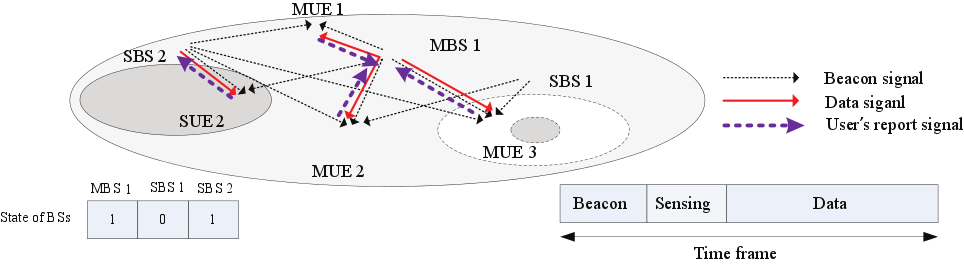 MUE 1
SBS 2
MBS 1
SBS 1
SUE 2
MUE 3
MUE 2
Beacon signal
Data siganl
User's report signal
MBS 1 SBS 1 SBS 2
State of BSs 1 0 1
Beacon Sensing Data
Time frame